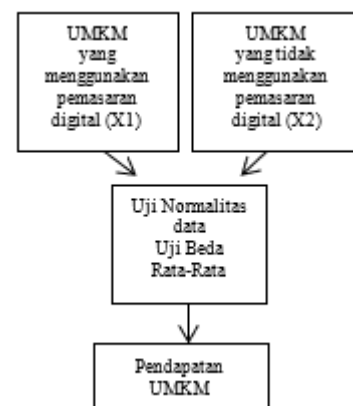 UMKM
yang
menggunakan
pemasaran
digital (X1)
UMKM
yang tidak
menggunakan
pemasaran
digital (X2)
Uji Normalitas
data
Uji Beda
Rata-Rata
Pendapatan
UMKM